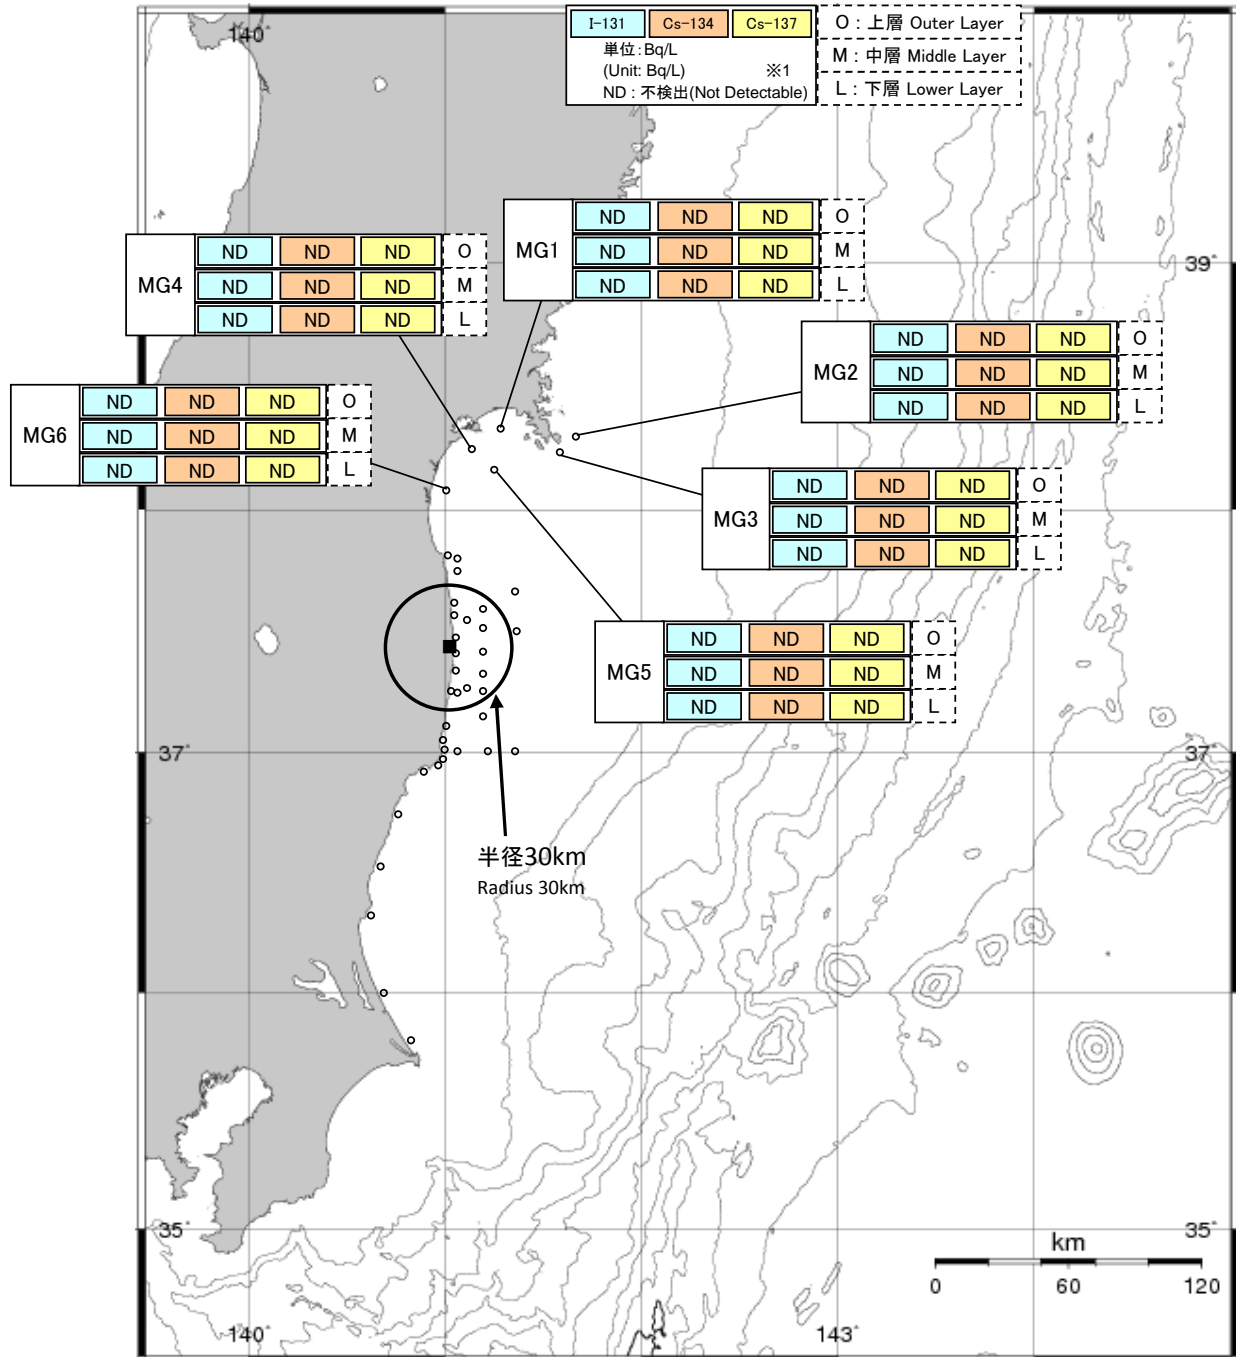 140°
I-131 Cs-134 Cs-137
単位:Bq/L
(Unit: Bq/L) ※1
ND : 不検出(Not Detectable)
O : 上層 Outer Layer
M : 中層 Middle Layer
L : 下層 Lower Layer
MG1
ND ND ND O
ND ND ND M
ND ND ND L
MG4
ND ND ND O
ND ND ND M
ND ND ND L
39°
MG2
ND ND ND O
ND ND ND M
ND ND ND L
MG6
ND ND ND O
ND ND ND M
ND ND ND L
MG3
ND ND ND O
ND ND ND M
ND ND ND L
MG5
ND ND ND O
ND ND ND M
ND ND ND L
37° 37°
半径30km
Radius 30km
35° 35°
km
0 60 120
140° 143°